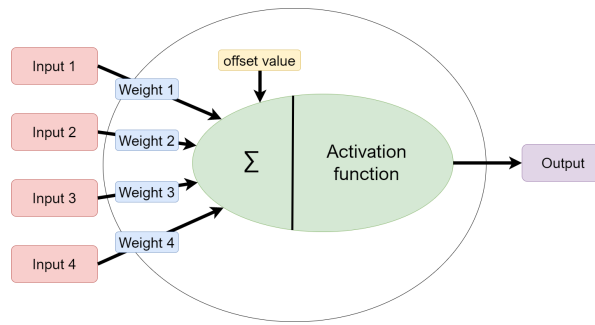 Input 1
Input 2
Input 3
Input 4
Weight 1
Weight 2
Weight 3
Weight 4
offset value
∑
Activation
function
Output